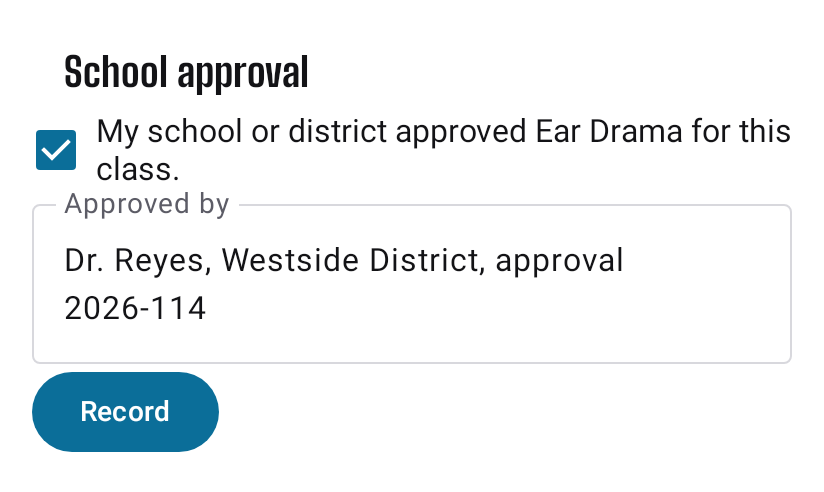 School approval
My school or district approved Ear Drama for this
class.
Approved by
Dr. Reyes, Westside District, approval
2026-114
Record